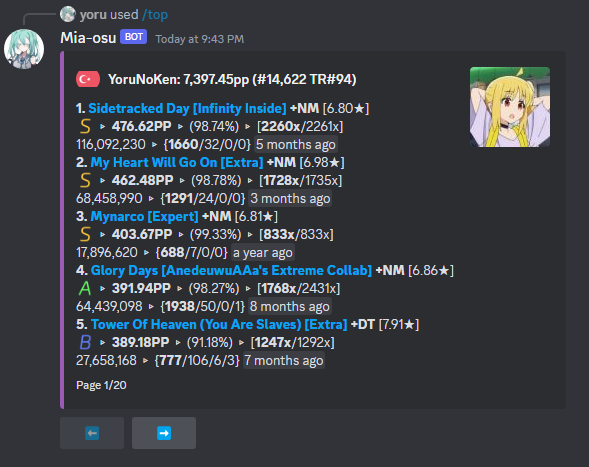 yoru used /top
Mia-osu BOT Today at 9:43 PM
YoruNoKen: 7,397.45pp (#14,622 TR#94)
1. Sidetracked Day [Infinity Inside] +NM [6.80★]
S ▸ 476.62PP ▸ (98.74%) ▸ [2260x/2261x]
116,092,230 ▸ {1660/32/0/0} 5 months ago
2. My Heart Will Go On [Extra] +NM [6.98★]
S ▸ 462.48PP ▸ (98.78%) ▸ [1728x/1735x]
68,458,990 ▸ {1291/24/0/0} 3 months ago
3. Mynarco [Expert] +NM [6.81★]
S ▸ 403.67PP ▸ (99.33%) ▸ [833x/833x]
17,896,620 ▸ {688/7/0/0} a year ago
4. Glory Days [AnedeuwuAAa's Extreme Collab] +NM [6.86★]
A ▸ 391.94PP ▸ (98.27%) ▸ [1768x/2431x]
64,439,098 ▸ {1938/50/0/1} 8 months ago
5. Tower Of Heaven (You Are Slaves) [Extra] +DT [7.91★]
B ▸ 389.18PP ▸ (91.18%) ▸ [1247x/1292x]
27,658,168 ▸ {777/106/6/3} 7 months ago
Page 1/20